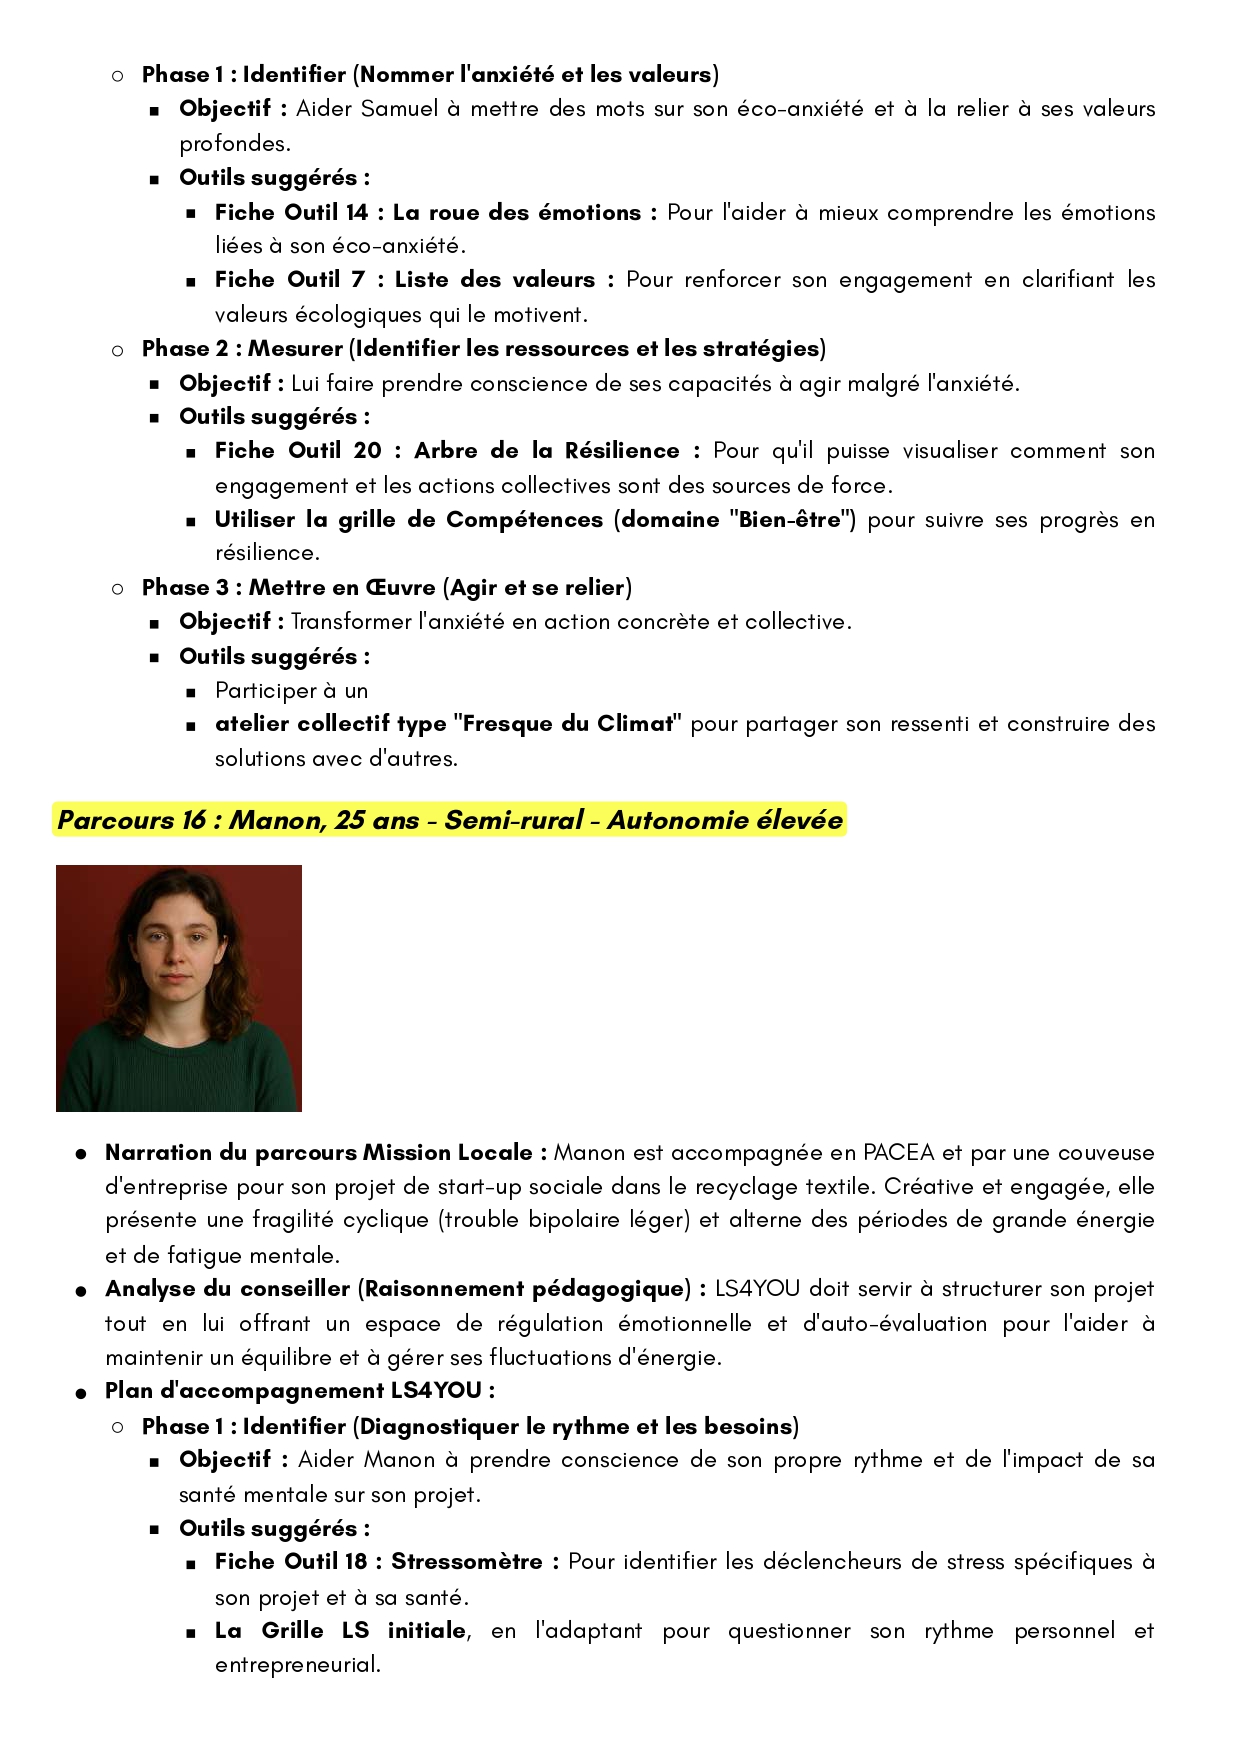 Phase 1 : Identifier (Nommer l'anxiété et les valeurs)
Objectif : Aider Samuel à mettre des mots sur son éco-anxiété et à la relier à ses valeurs
profondes.
Outils suggérés :
Fiche Outil 14 : La roue des émotions : Pour l'aider à mieux comprendre les émotions
liées à son éco-anxiété.
Fiche Outil 7 : Liste des valeurs : Pour renforcer son engagement en clarifiant les
valeurs écologiques qui le motivent.
Phase 2 : Mesurer (Identifier les ressources et les stratégies)
Objectif : Lui faire prendre conscience de ses capacités à agir malgré l'anxiété.
Outils suggérés :
Fiche Outil 20 : Arbre de la Résilience : Pour qu'il puisse visualiser comment son
engagement et les actions collectives sont des sources de force.
Utiliser la grille de Compétences (domaine "Bien-être") pour suivre ses progrès en
résilience.
Phase 3 : Mettre en Œuvre (Agir et se relier)
Objectif : Transformer l'anxiété en action concrète et collective.
Outils suggérés :
Participer à un
atelier collectif type "Fresque du Climat" pour partager son ressenti et construire des
solutions avec d'autres.
Parcours 16 : Manon, 25 ans - Semi-rural - Autonomie élevée
Narration du parcours Mission Locale : Manon est accompagnée en PACEA et par une couveuse
d'entreprise pour son projet de start-up sociale dans le recyclage textile. Créative et engagée, elle
présente une fragilité cyclique (trouble bipolaire léger) et alterne des périodes de grande énergie
et de fatigue mentale.
Analyse du conseiller (Raisonnement pédagogique) : LS4YOU doit servir à structurer son projet
tout en lui offrant un espace de régulation émotionnelle et d'auto-évaluation pour l'aider à
maintenir un équilibre et à gérer ses fluctuations d'énergie.
Plan d'accompagnement LS4YOU :
Phase 1 : Identifier (Diagnostiquer le rythme et les besoins)
Objectif : Aider Manon à prendre conscience de son propre rythme et de l'impact de sa
santé mentale sur son projet.
Outils suggérés :
Fiche Outil 18 : Stressomètre : Pour identifier les déclencheurs de stress spécifiques à
son projet et à sa santé.
La Grille LS initiale, en l'adaptant pour questionner son rythme personnel et
entrepreneurial.